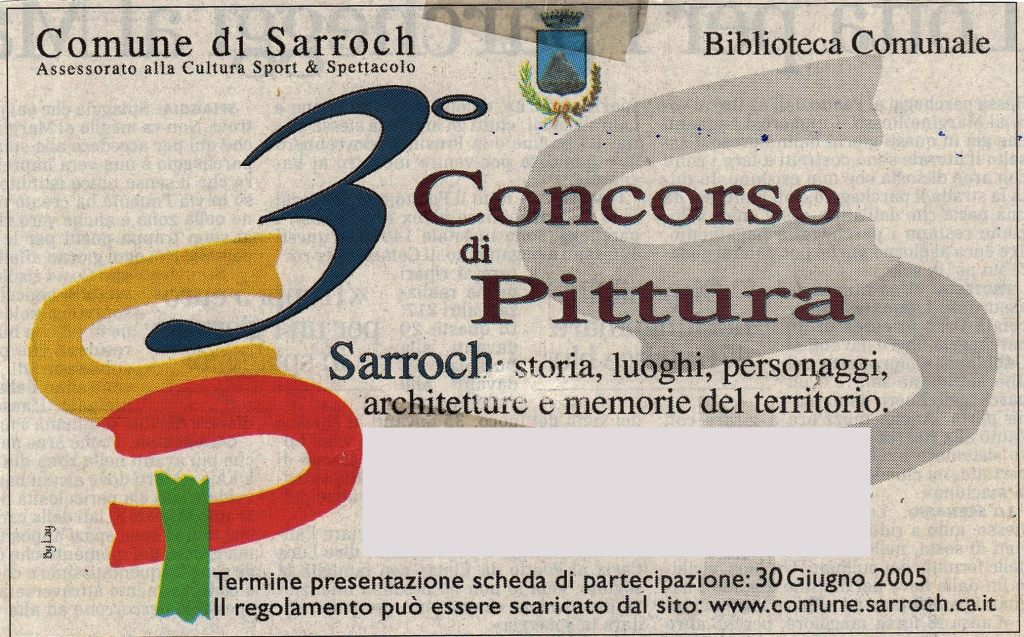 Comune di Sarroch
Assessorato alla Cultura Sport & Spettacolo
Biblioteca Comunale
3°
Concorso
di
Pittura
Sarroch: storia, luoghi, personaggi,
architetture e memorie del territorio.
By Lay
Termine presentazione scheda di partecipazione: 30 Giugno 2005
Il regolamento può essere scaricato dal sito: www.comune.sarroch.ca.it